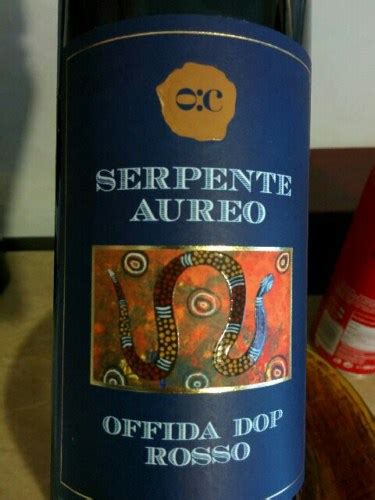 o:c
SERPENTE
AUREO
OFFIDA DOP
ROSSO